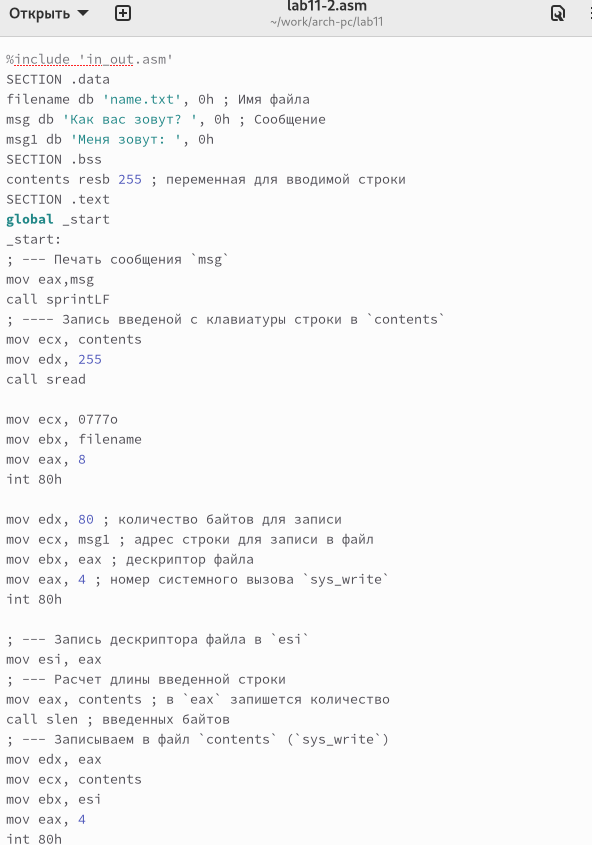 Открыть
lab11-2.asm
~/work/arch-pc/lab11
%include 'in_out.asm'
SECTION .data
filename db 'name.txt', 0h ; Имя файла
msg db 'Как вас зовут? ', 0h ; Сообщение
msg1 db 'Меня зовут: ', 0h
SECTION .bss
contents resb 255 ; переменная для вводимой строки
SECTION .text
global _start
_start:
; --- Печать сообщения `msg`
mov eax,msg
call sprintLF
; ---- Запись введеной с клавиатуры строки в `contents`
mov ecx, contents
mov edx, 255
call sread
mov ecx, 0777o
mov ebx, filename
mov eax, 8
int 80h
mov edx, 80 ; количество байтов для записи
mov ecx, msg1 ; адрес строки для записи в файл
mov ebx, eax ; дескриптор файла
mov eax, 4 ; номер системного вызова `sys_write`
int 80h
; --- Запись дескриптора файла в `esi`
mov esi, eax
; --- Расчет длины введенной строки
mov eax, contents ; в `eax` запишется количество
call slen ; введенных байтов
; --- Записываем в файл `contents` (`sys_write`)
mov edx, eax
mov ecx, contents
mov ebx, esi
mov eax, 4
int 80h